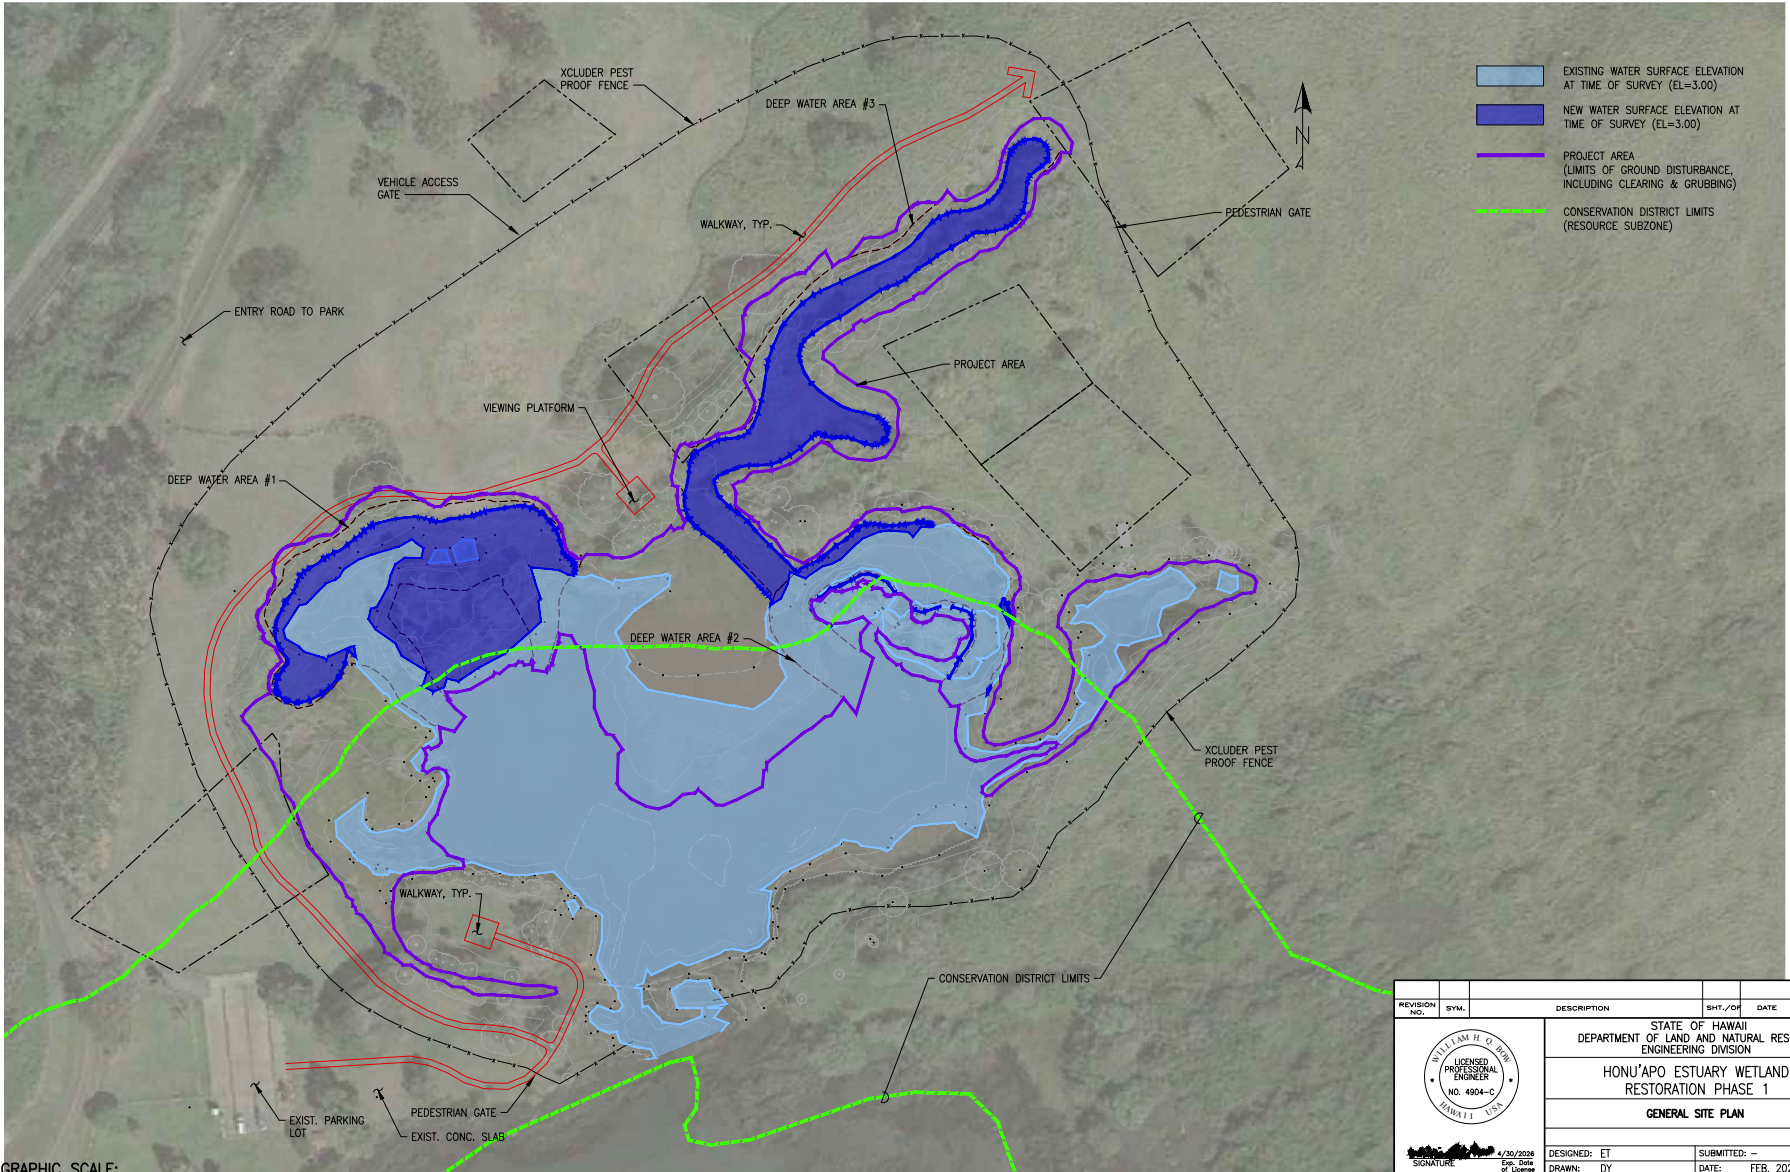 XCLUDER PEST
PROOF FENCE
DEEP WATER AREA #3
VEHICLE ACCESS
GATE
WALKWAY, TYP.
PEDESTRIAN GATE
ENTRY ROAD TO PARK
PROJECT AREA
VIEWING PLATFORM
DEEP WATER AREA #1
DEEP WATER AREA #2
XCLUDER PEST
PROOF FENCE
WALKWAY, TYP.
CONSERVATION DISTRICT LIMITS
EXIST. PARKING
LOT
PEDESTRIAN GATE
EXIST. CONC. SLAB
GRAPHIC SCALE:
EXISTING WATER SURFACE ELEVATION
AT TIME OF SURVEY (EL=3.00)
NEW WATER SURFACE ELEVATION AT
TIME OF SURVEY (EL=3.00)
N
PROJECT AREA
(LIMITS OF GROUND DISTURBANCE,
INCLUDING CLEARING & GRUBBING)
CONSERVATION DISTRICT LIMITS
(RESOURCE SUBZONE)
REVISION
NO.
SYM.
DESCRIPTION
SHT./OF
DATE
STATE OF HAWAII
DEPARTMENT OF LAND AND NATURAL RES
ENGINEERING DIVISION
HONU'APO ESTUARY WETLAND
RESTORATION PHASE 1
GENERAL SITE PLAN
WILLIAM H. Q. BOW
LICENSED
PROFESSIONAL
ENGINEER
NO. 4904-C
HAWAII USA
4/30/2026
SIGNATURE
Exp. Date
of License
DESIGNED: ET
SUBMITTED: -
DRAWN: DY
DATE: FEB. 202